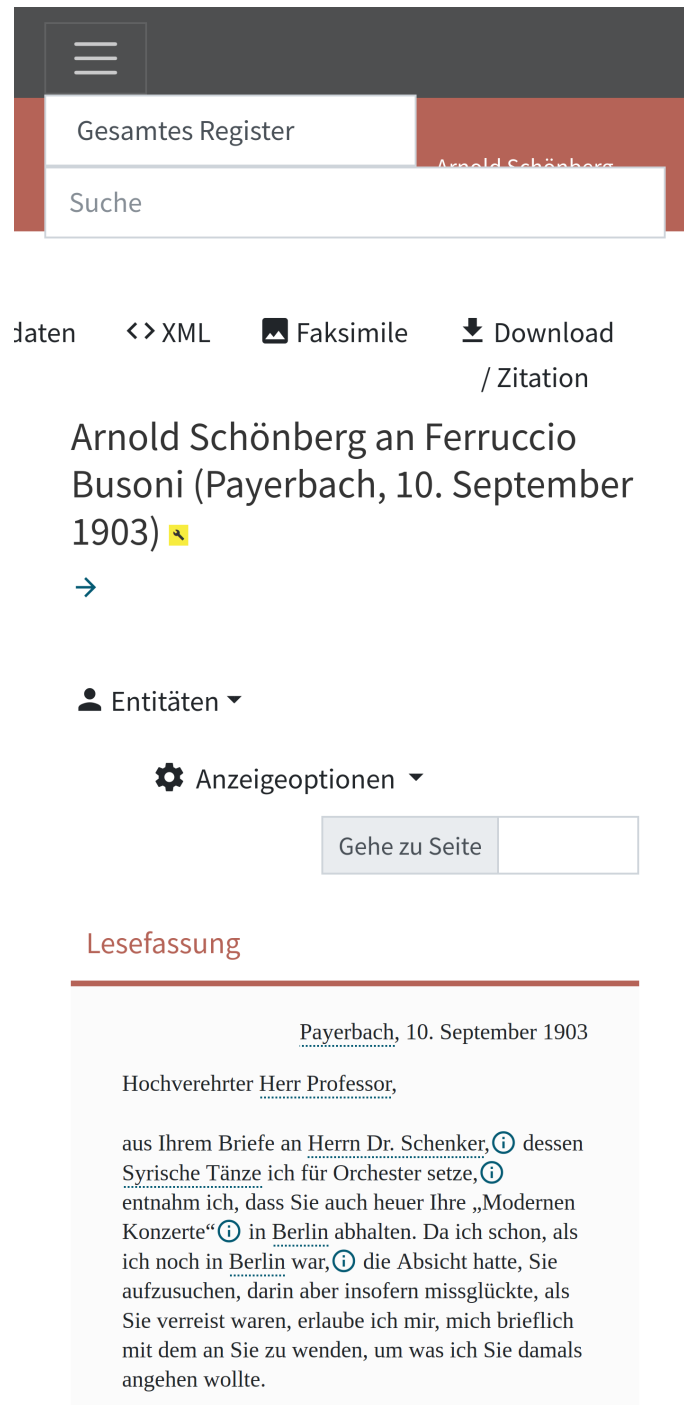 Gesamtes Register
Arnold Schönberg
Suche
daten
XML
Faksimile
Download
/ Zitation
Arnold Schönberg an Ferruccio
Busoni (Payerbach, 10. September
1903)
Entitäten
Anzeigeoptionen
Gehe zu Seite
Lesefassung
Payerbach, 10. September 1903
Hochverehrter Herr Professor,
aus Ihrem Briefe an Herrn Dr. Schenker, dessen
Syrische Tänze ich für Orchester setze,
entnahm ich, dass Sie auch heuer Ihre „Modernen
Konzerte“ in Berlin abhalten. Da ich schon, als
ich noch in Berlin war, die Absicht hatte, Sie
aufzusuchen, darin aber insofern missglückte, als
Sie verreist waren, erlaube ich mir, mich brieflich
mit dem an Sie zu wenden, um was ich Sie damals
angehen wollte.